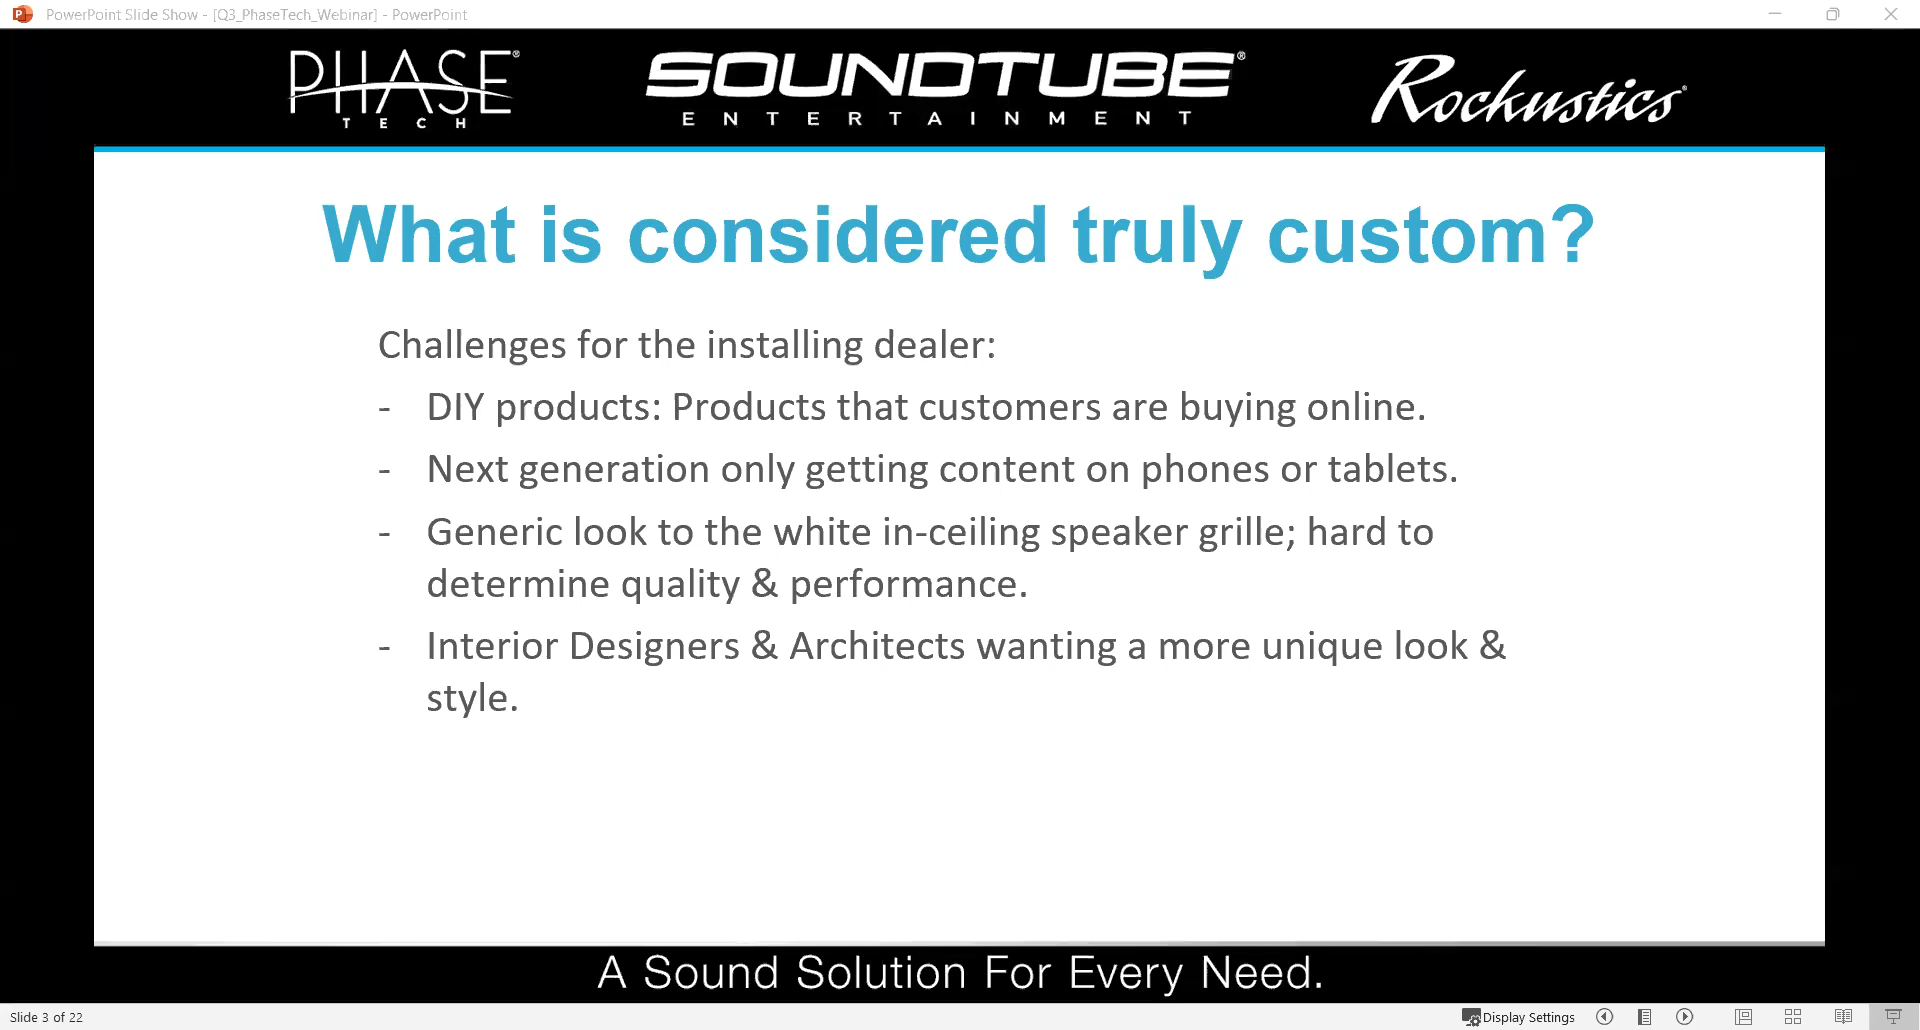 PowerPoint Slide Show - [Q3_PhaseTech_Webinar] - PowerPoint
PHASE®
TECH
SOUNDTUBE®
ENTERTAINMENT
Rockustics®
What is considered truly custom?
Challenges for the installing dealer:
- DIY products: Products that customers are buying online.
- Next generation only getting content on phones or tablets.
- Generic look to the white in-ceiling speaker grille; hard to
determine quality & performance.
- Interior Designers & Architects wanting a more unique look &
style.
A Sound Solution For Every Need.
Slide 3 of 22
Display Settings